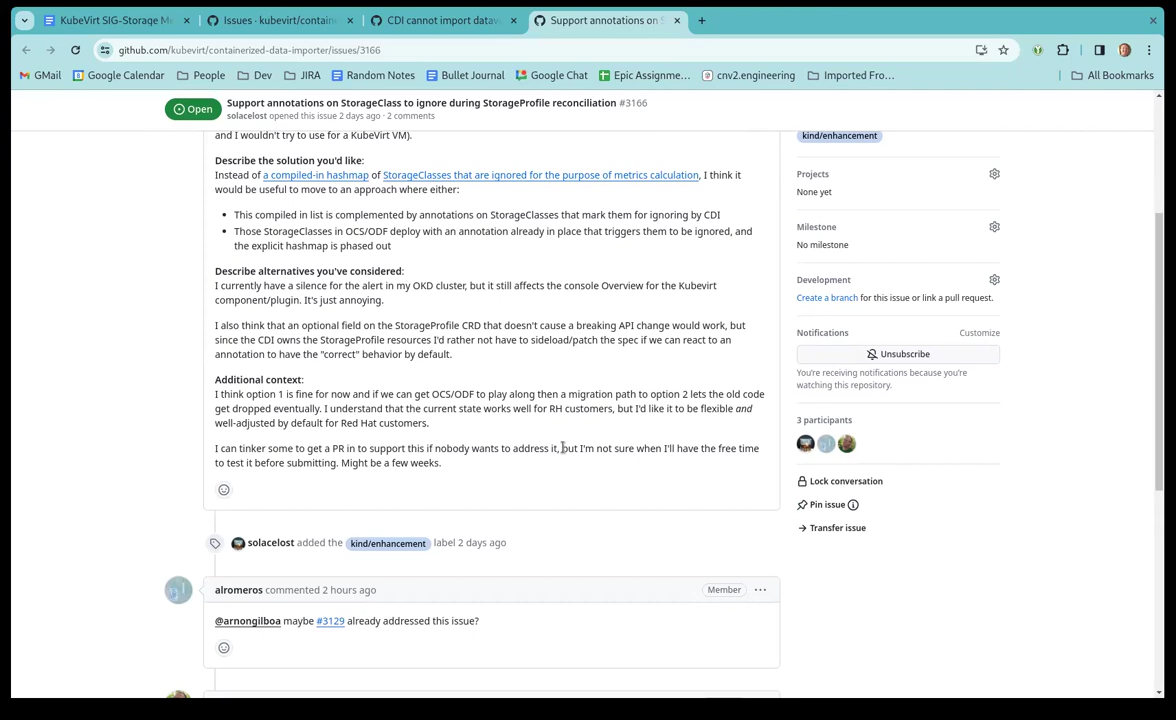 KubeVirt SIG-Storage Me
Issues · kubevirt/contain
CDI cannot import datav
Support annotations on S
github.com/kubevirt/containerized-data-importer/issues/3166
GMail
Google Calendar
People
Dev
JIRA
Random Notes
Bullet Journal
Google Chat
Epic Assignme...
cnv2.engineering
Imported Fro...
All Bookmarks
Open
Support annotations on StorageClass to ignore during StorageProfile reconciliation #3166
solacelost opened this issue 2 days ago · 2 comments
and I wouldn't try to use for a KubeVirt VM).
Describe the solution you'd like:
Instead of a compiled-in hashmap of StorageClasses that are ignored for the purpose of metrics calculation, I think it
would be useful to move to an approach where either:
• This compiled in list is complemented by annotations on StorageClasses that mark them for ignoring by CDI
• Those StorageClasses in OCS/ODF deploy with an annotation already in place that triggers them to be ignored, and
the explicit hashmap is phased out
Describe alternatives you've considered:
I currently have a silence for the alert in my OKD cluster, but it still affects the console Overview for the Kubevirt
component/plugin. It's just annoying.
I also think that an optional field on the StorageProfile CRD that doesn't cause a breaking API change would work, but
since the CDI owns the StorageProfile resources I'd rather not have to sideload/patch the spec if we can react to an
annotation to have the "correct" behavior by default.
Additional context:
I think option 1 is fine for now and if we can get OCS/ODF to play along then a migration path to option 2 lets the old code
get dropped eventually. I understand that the current state works well for RH customers, but I'd like it to be flexible and
well-adjusted by default for Red Hat customers.
I can tinker some to get a PR in to support this if nobody wants to address it, but I'm not sure when I'll have the free time
to test it before submitting. Might be a few weeks.
solacelost added the kind/enhancement label 2 days ago
alromeros commented 2 hours ago
Member
@arnongilboa maybe #3129 already addressed this issue?
kind/enhancement
Projects
None yet
Milestone
No milestone
Development
Create a branch for this issue or link a pull request.
Notifications
Customize
Unsubscribe
You're receiving notifications because you're
watching this repository.
3 participants
Lock conversation
Pin issue
Transfer issue